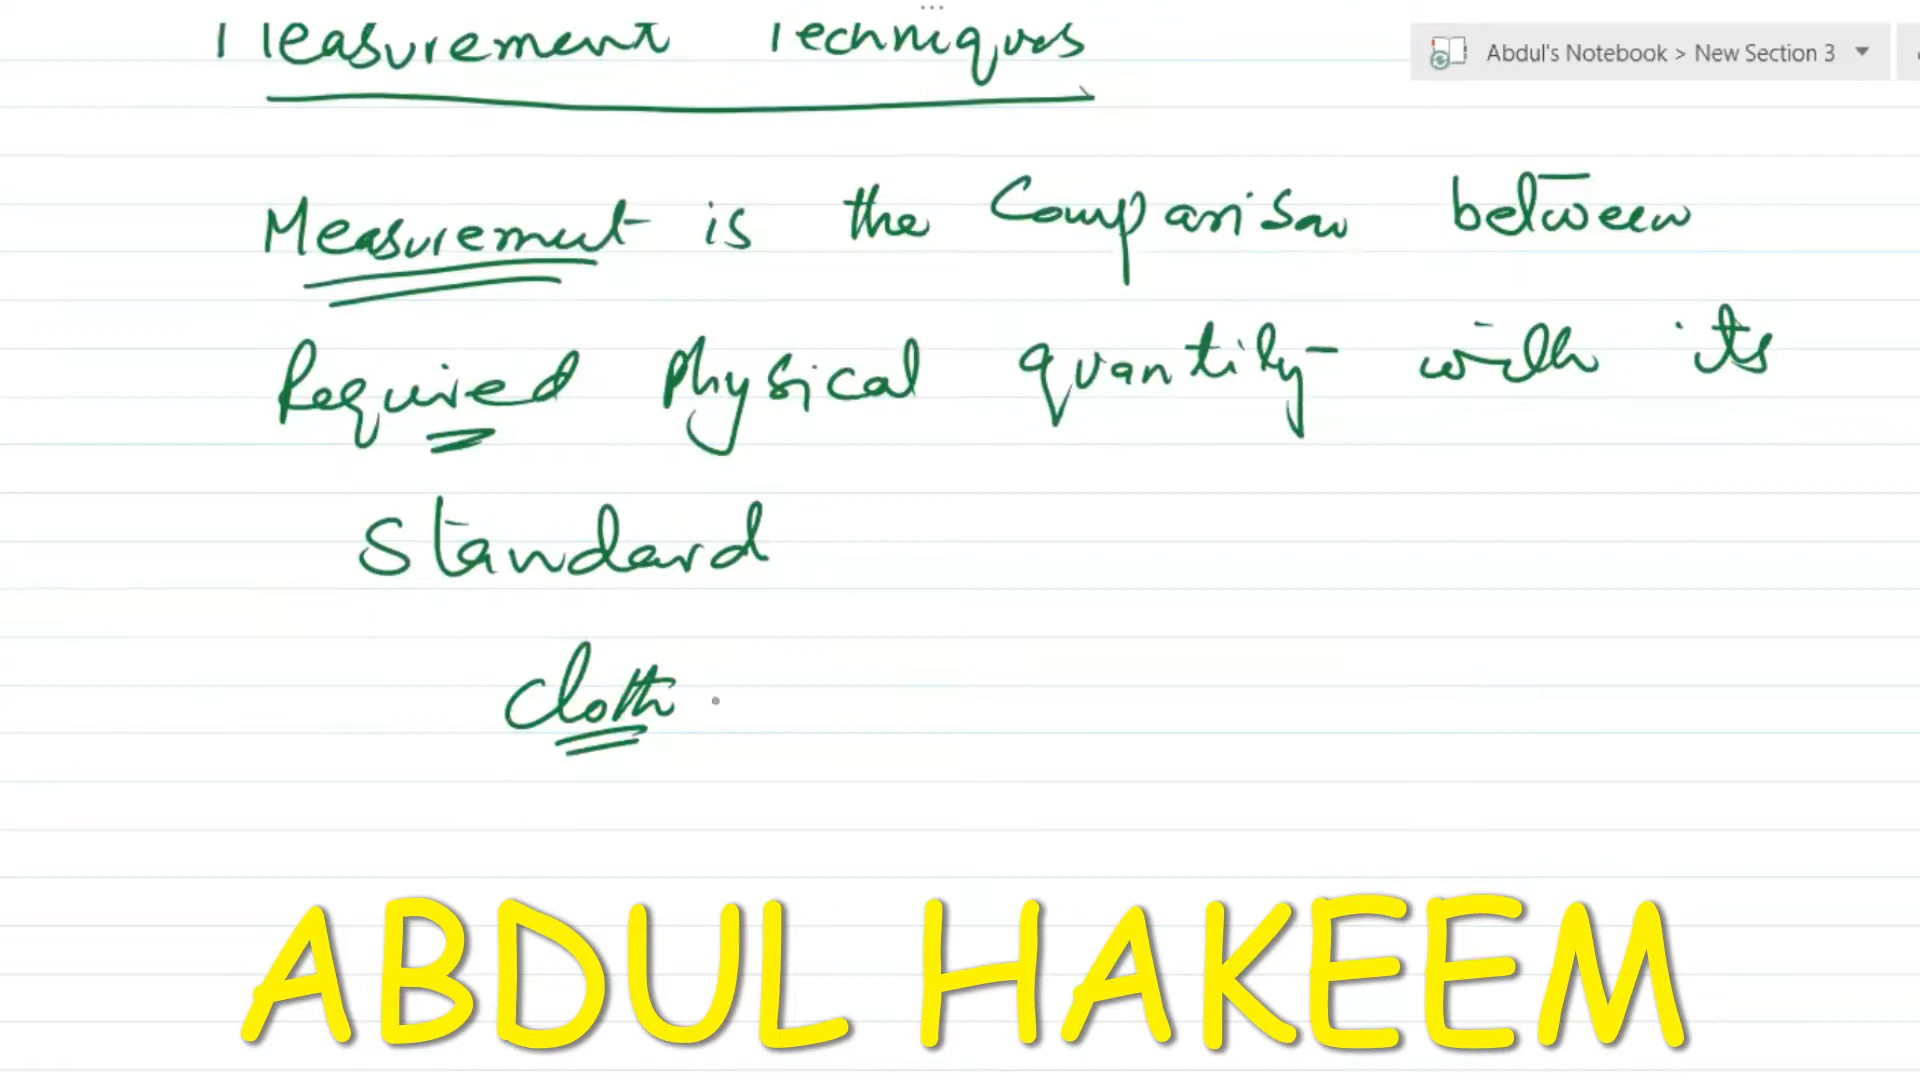 Measurement Techniques
Abdul's Notebook > New Section 3
Measurement is the Comparison between
Required Physical quantity with its
Standard
Cloth
ABDUL HAKEEM